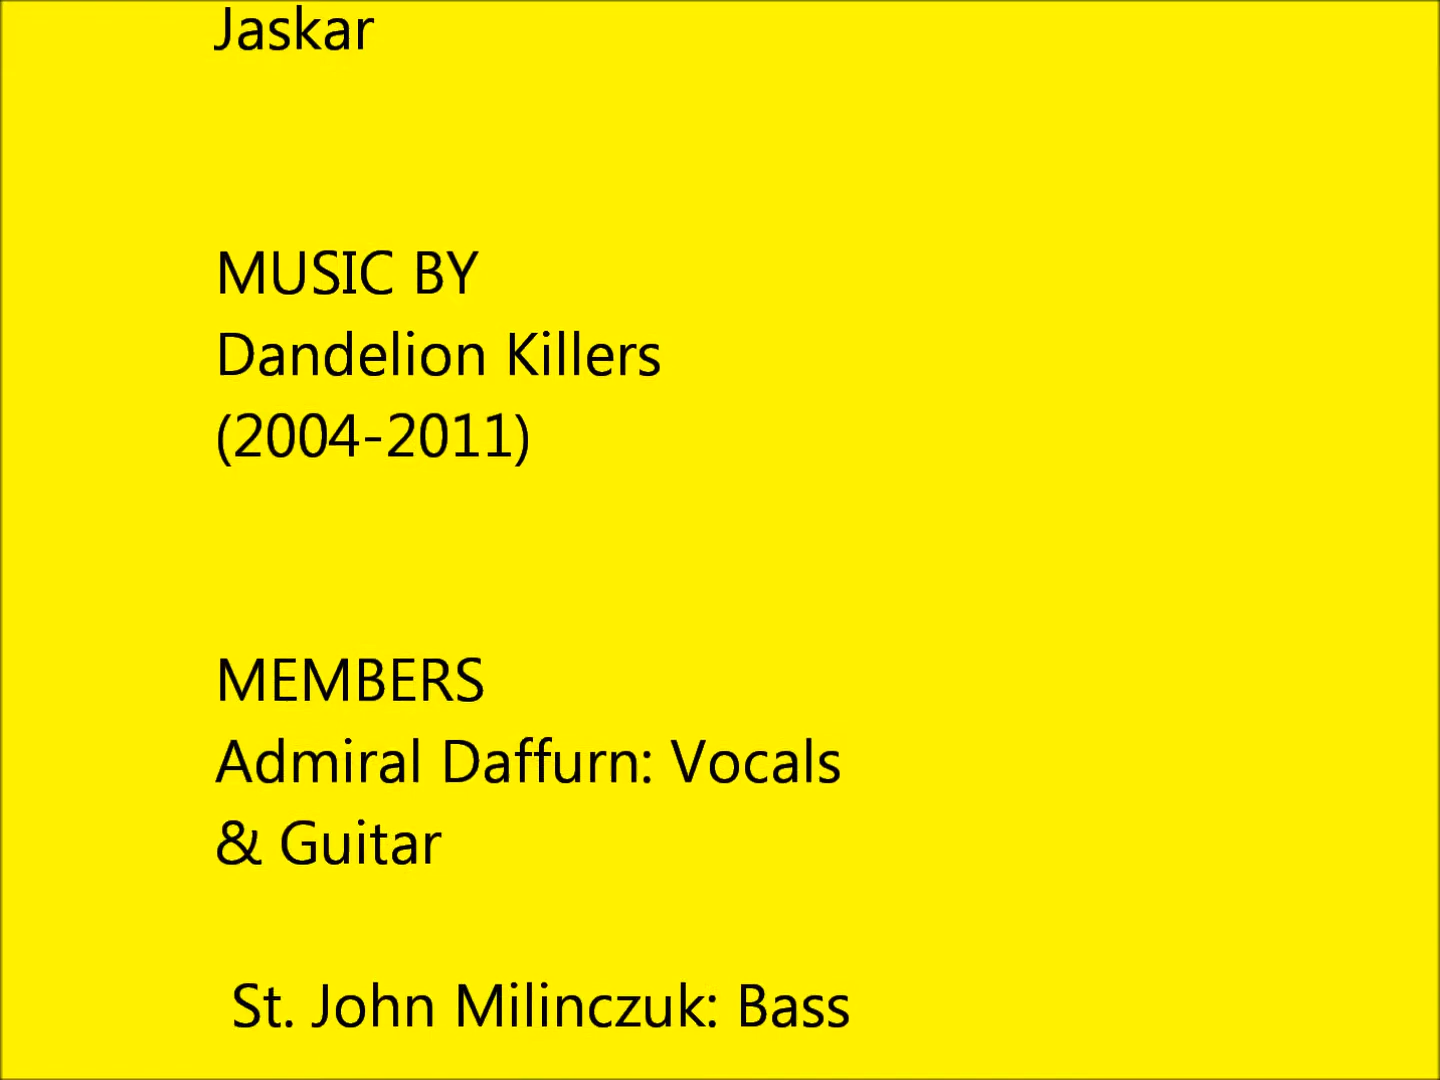 Jaskar
MUSIC BY
Dandelion Killers
(2004-2011)
MEMBERS
Admiral Daffurn: Vocals
& Guitar
St. John Milinczuk: Bass